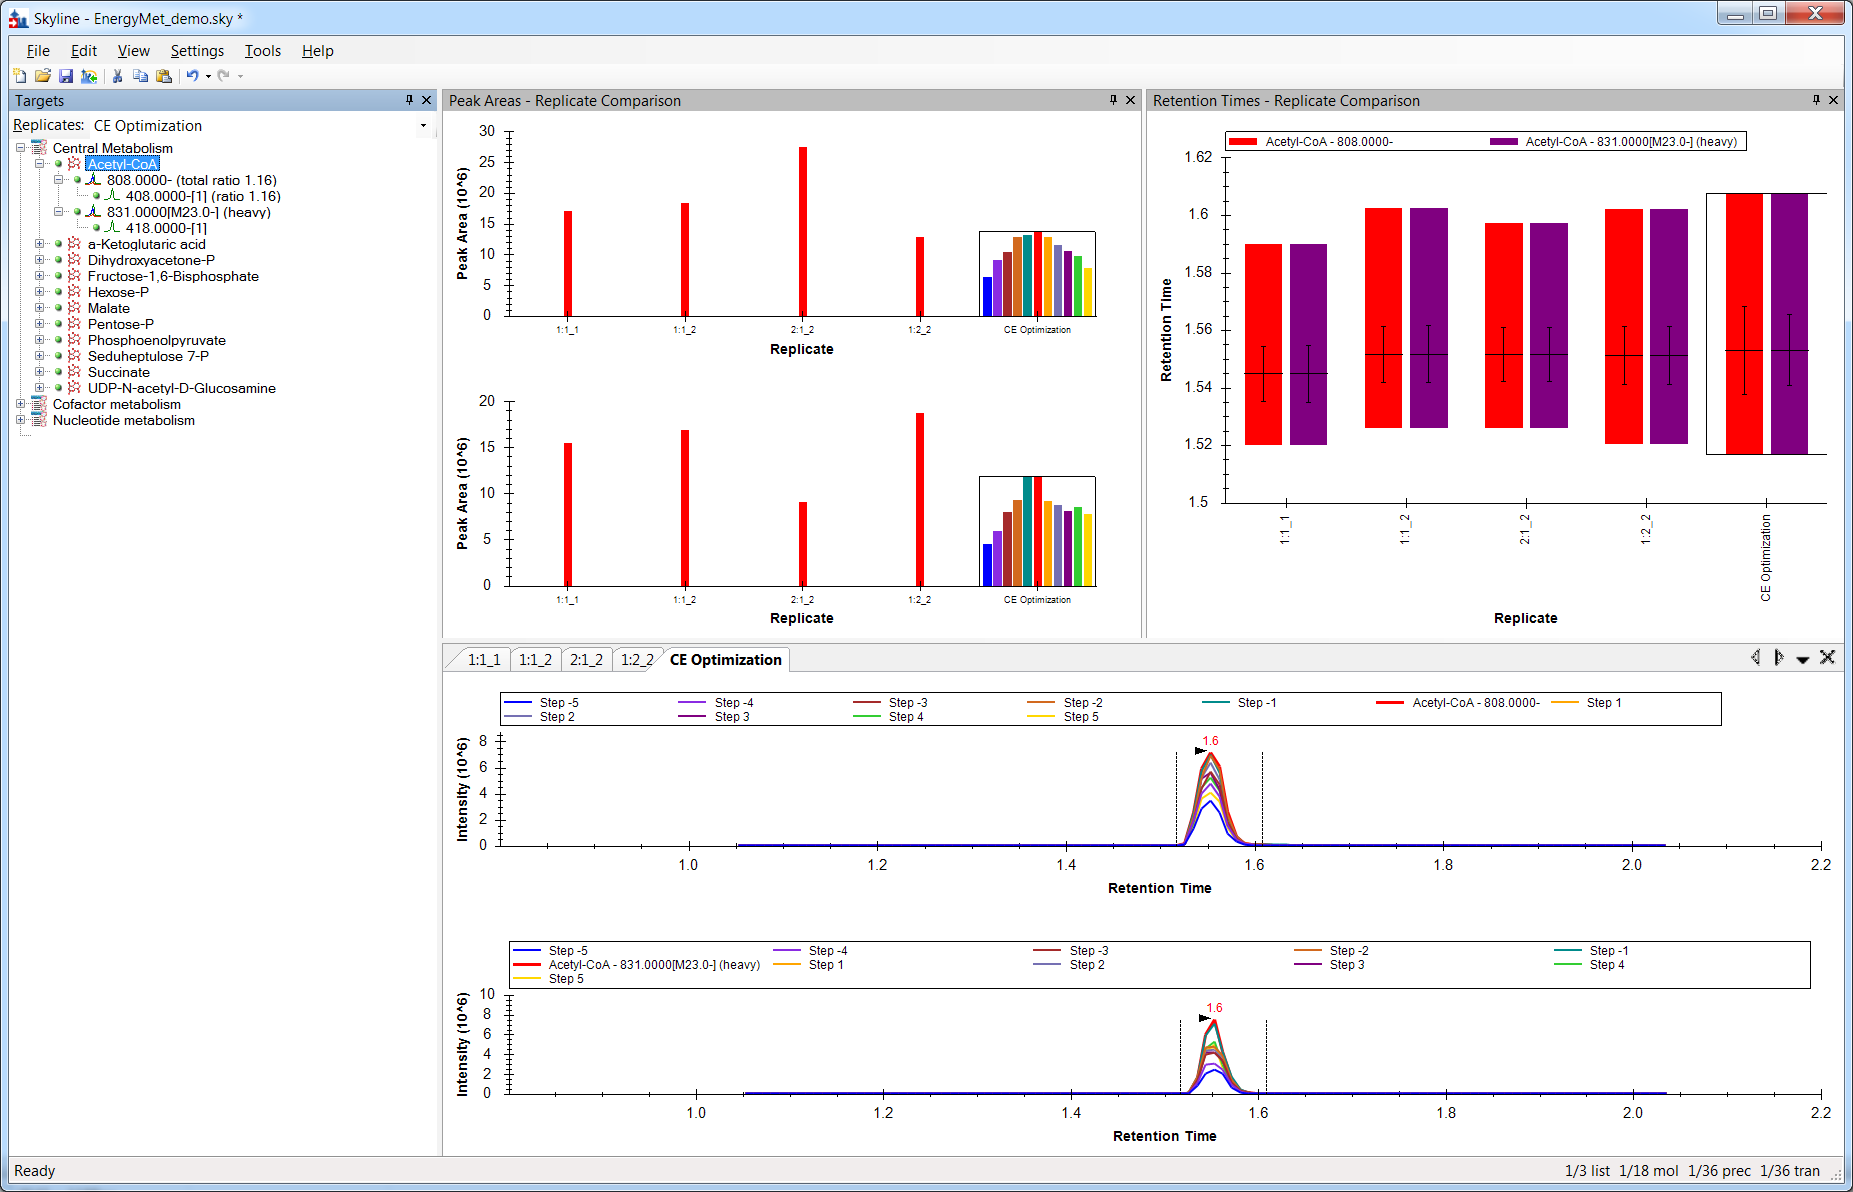 Skyline - EnergyMet_demo.sky *
File Edit View Settings Tools Help
Targets
Replicates: CE Optimization
Central Metabolism
Acetyl-CoA
808.0000- (total ratio 1.16)
408.0000-[1] (ratio 1.16)
831.0000[M23.0-] (heavy)
418.0000-[1]
a-Ketoglutaric acid
Dihydroxyacetone-P
Fructose-1,6-Bisphosphate
Hexose-P
Malate
Pentose-P
Phosphoenolpyruvate
Seduheptulose 7-P
Succinate
UDP-N-acetyl-D-Glucosamine
Cofactor metabolism
Nucleotide metabolism
Peak Areas - Replicate Comparison
Peak Area (10^6)
30
25
20
15
10
5
0
1:1_1 1:1_2 2:1_2 1:2_2 CE Optimization
Replicate
Peak Area (10^6)
20
15
10
5
0
1:1_1 1:1_2 2:1_2 1:2_2 CE Optimization
Replicate
Retention Times - Replicate Comparison
Acetyl-CoA - 808.0000- Acetyl-CoA - 831.0000[M23.0-] (heavy)
Retention Time
1.62
1.6
1.58
1.56
1.54
1.52
1.5
1:1_1 1:1_2 2:1_2 1:2_2 CE Optimization
Replicate
1:1_1 1:1_2 2:1_2 1:2_2 CE Optimization
Step -5 Step -4 Step -3 Step -2 Step -1 Acetyl-CoA - 808.0000- Step 1
Step 2 Step 3 Step 4 Step 5
Intensity (10^6)
8
6
4
2
0
1.6
1.0 1.2 1.4 1.6 1.8 2.0 2.2
Retention Time
Step -5 Step -4 Step -3 Step -2 Step -1
Acetyl-CoA - 831.0000[M23.0-] (heavy) Step 1 Step 2 Step 3 Step 4
Step 5
Intensity (10^6)
10
8
6
4
2
0
1.6
1.0 1.2 1.4 1.6 1.8 2.0 2.2
Retention Time
Ready
1/3 list 1/18 mol 1/36 prec 1/36 tran